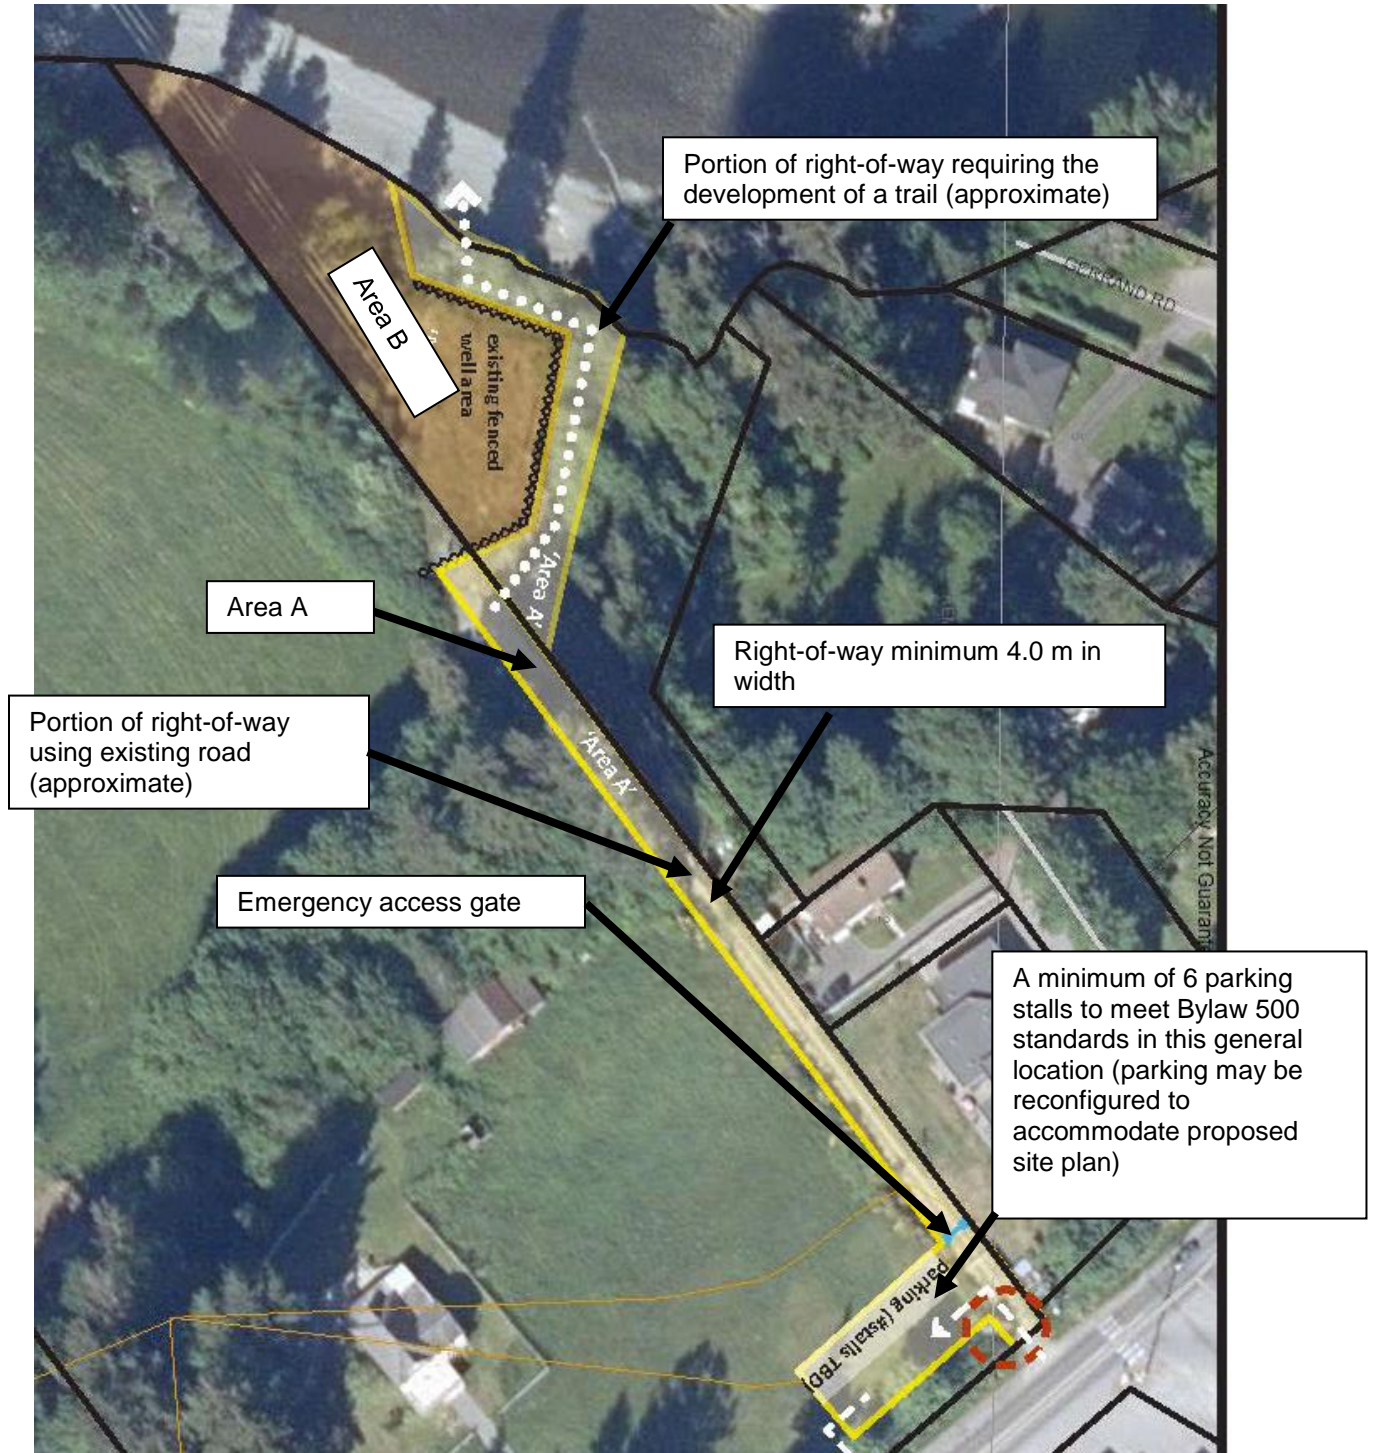 Portion of right-of-way requiring the
development of a trail (approximate)
GERRAND RD
Area B
existing fenced
well area
'Area A'
Area A
Right-of-way minimum 4.0 m in
width
Portion of right-of-way
using existing road
(approximate)
'Area A'
Accuracy Not Guarant
Emergency access gate
A minimum of 6 parking
stalls to meet Bylaw 500
standards in this general
location (parking may be
reconfigured to
accommodate proposed
site plan)
parking (#stalls TBD)